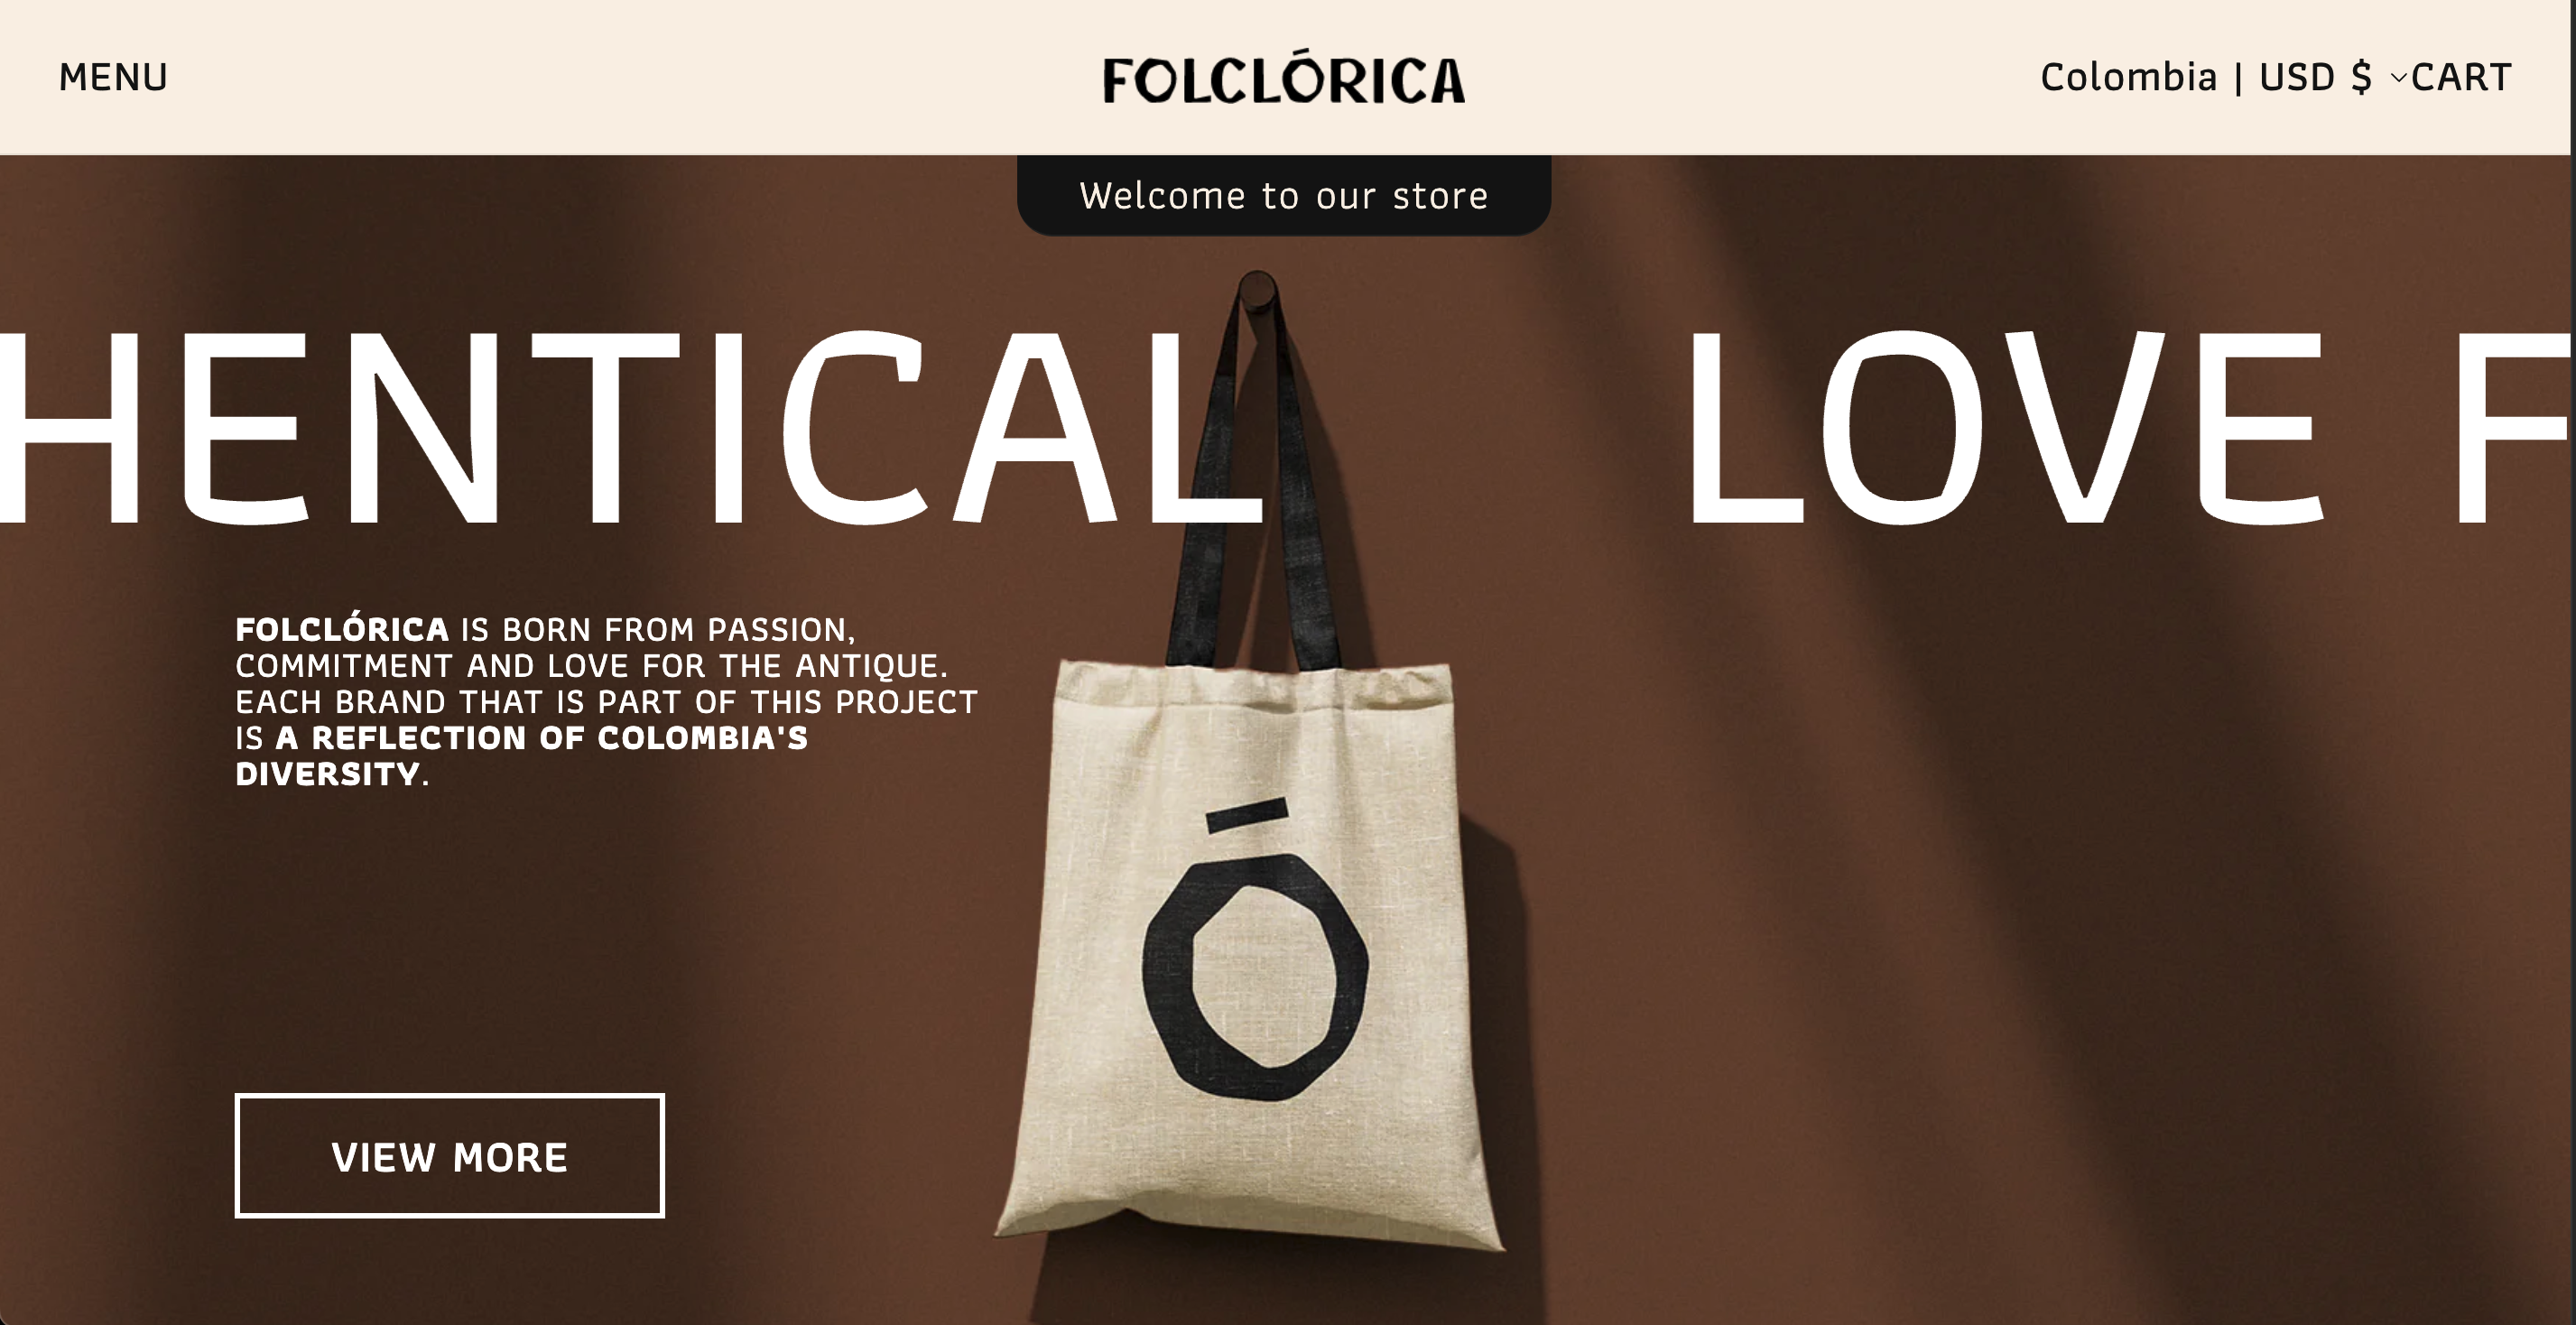 MENU
FOLCLÓRICA
Colombia | USD $ CART
Welcome to our store
HENTICAL LOVE F
FOLCLÓRICA IS BORN FROM PASSION,
COMMITMENT AND LOVE FOR THE ANTIQUE.
EACH BRAND THAT IS PART OF THIS PROJECT
IS A REFLECTION OF COLOMBIA'S
DIVERSITY.
Ó
VIEW MORE